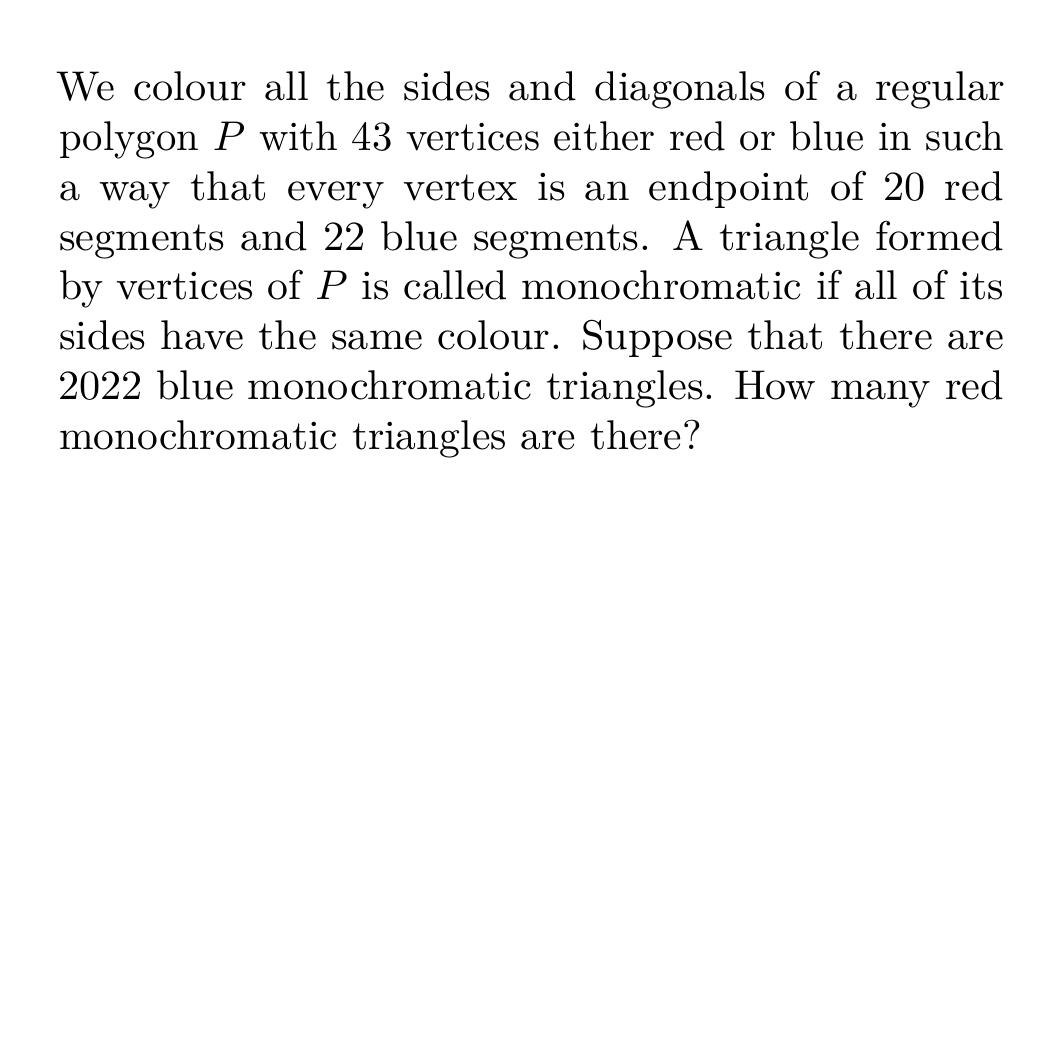 We colour all the sides and diagonals of a regular
polygon P with 43 vertices either red or blue in such
a way that every vertex is an endpoint of 20 red
segments and 22 blue segments. A triangle formed
by vertices of P is called monochromatic if all of its
sides have the same colour. Suppose that there are
2022 blue monochromatic triangles. How many red
monochromatic triangles are there?